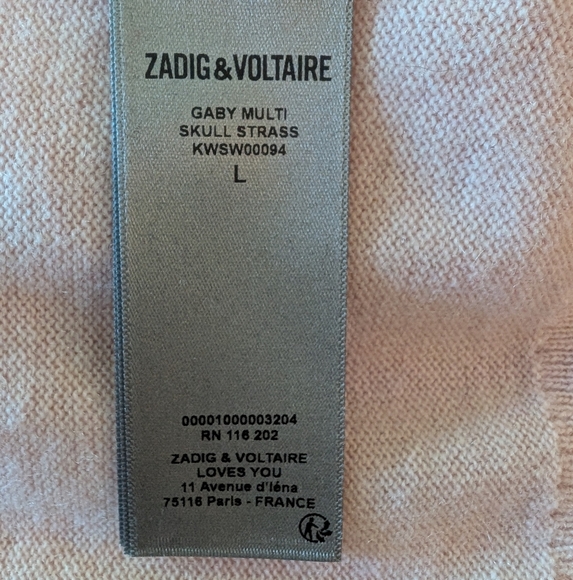 ZADIG&VOLTAIRE
GABY MULTI
SKULL STRASS
KWSW00094
L
00001000003204
RN 116 202
ZADIG & VOLTAIRE
LOVES YOU
11 Avenue d'Iéna
75116 Paris - FRANCE